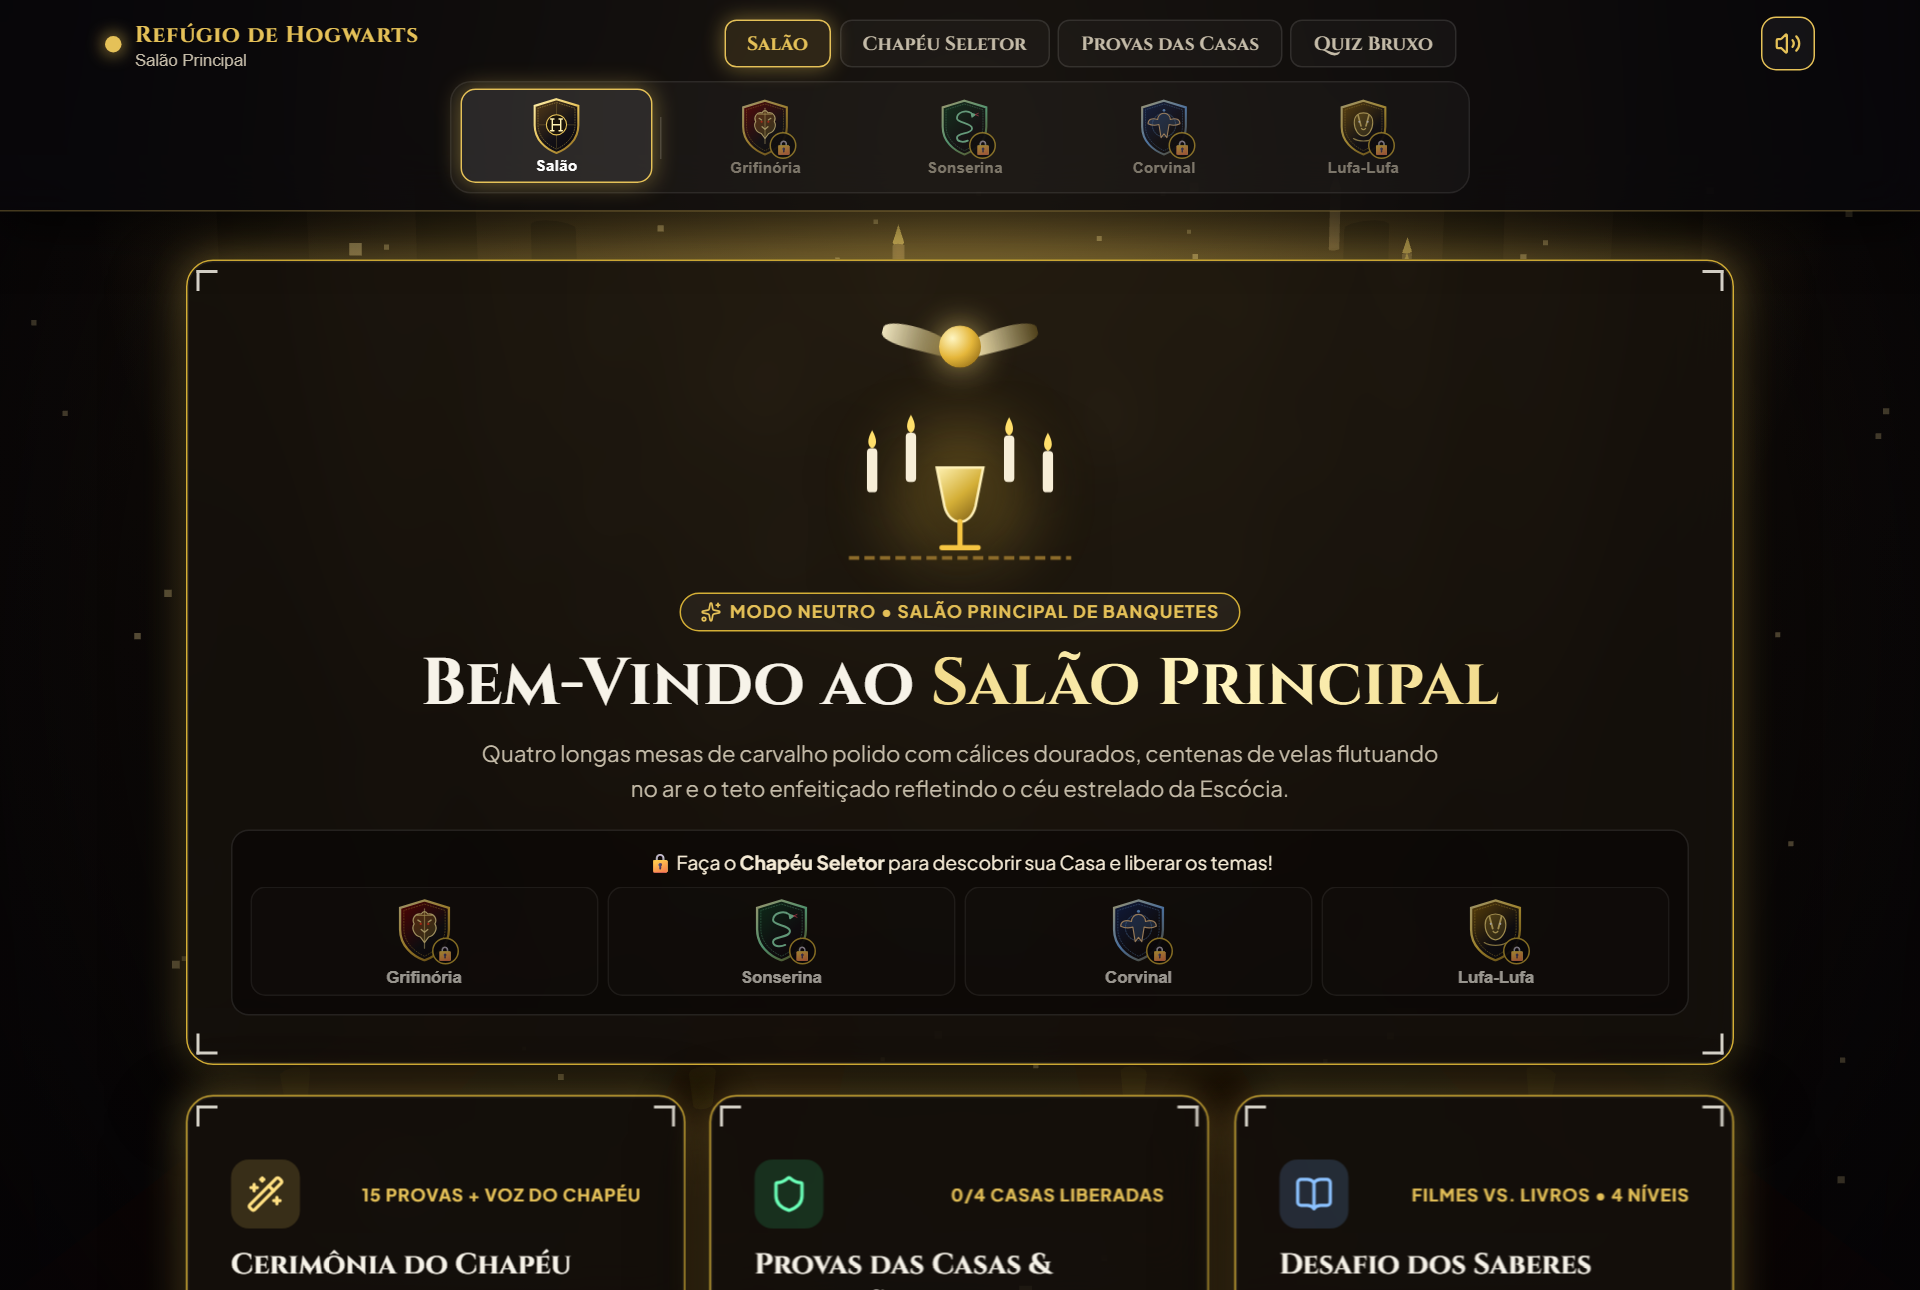 Refúgio de Hogwarts
Salão Principal
Salão
Chapéu Seletor
Provas das Casas
Quiz Bruxo
H
Salão
Grifinória
Sonserina
Corvinal
Lufa-Lufa
MODO NEUTRO • SALÃO PRINCIPAL DE BANQUETES
Bem-Vindo ao Salão Principal
Quatro longas mesas de carvalho polido com cálices dourados, centenas de velas flutuando
no ar e o teto enfeitiçado refletindo o céu estrelado da Escócia.
Faça o Chapéu Seletor para descobrir sua Casa e liberar os temas!
Grifinória
Sonserina
Corvinal
Lufa-Lufa
15 PROVAS + VOZ DO CHAPÉU
Cerimônia do Chapéu
0/4 CASAS LIBERADAS
Provas das Casas &
FILMES VS. LIVROS • 4 NÍVEIS
Desafio dos Saberes